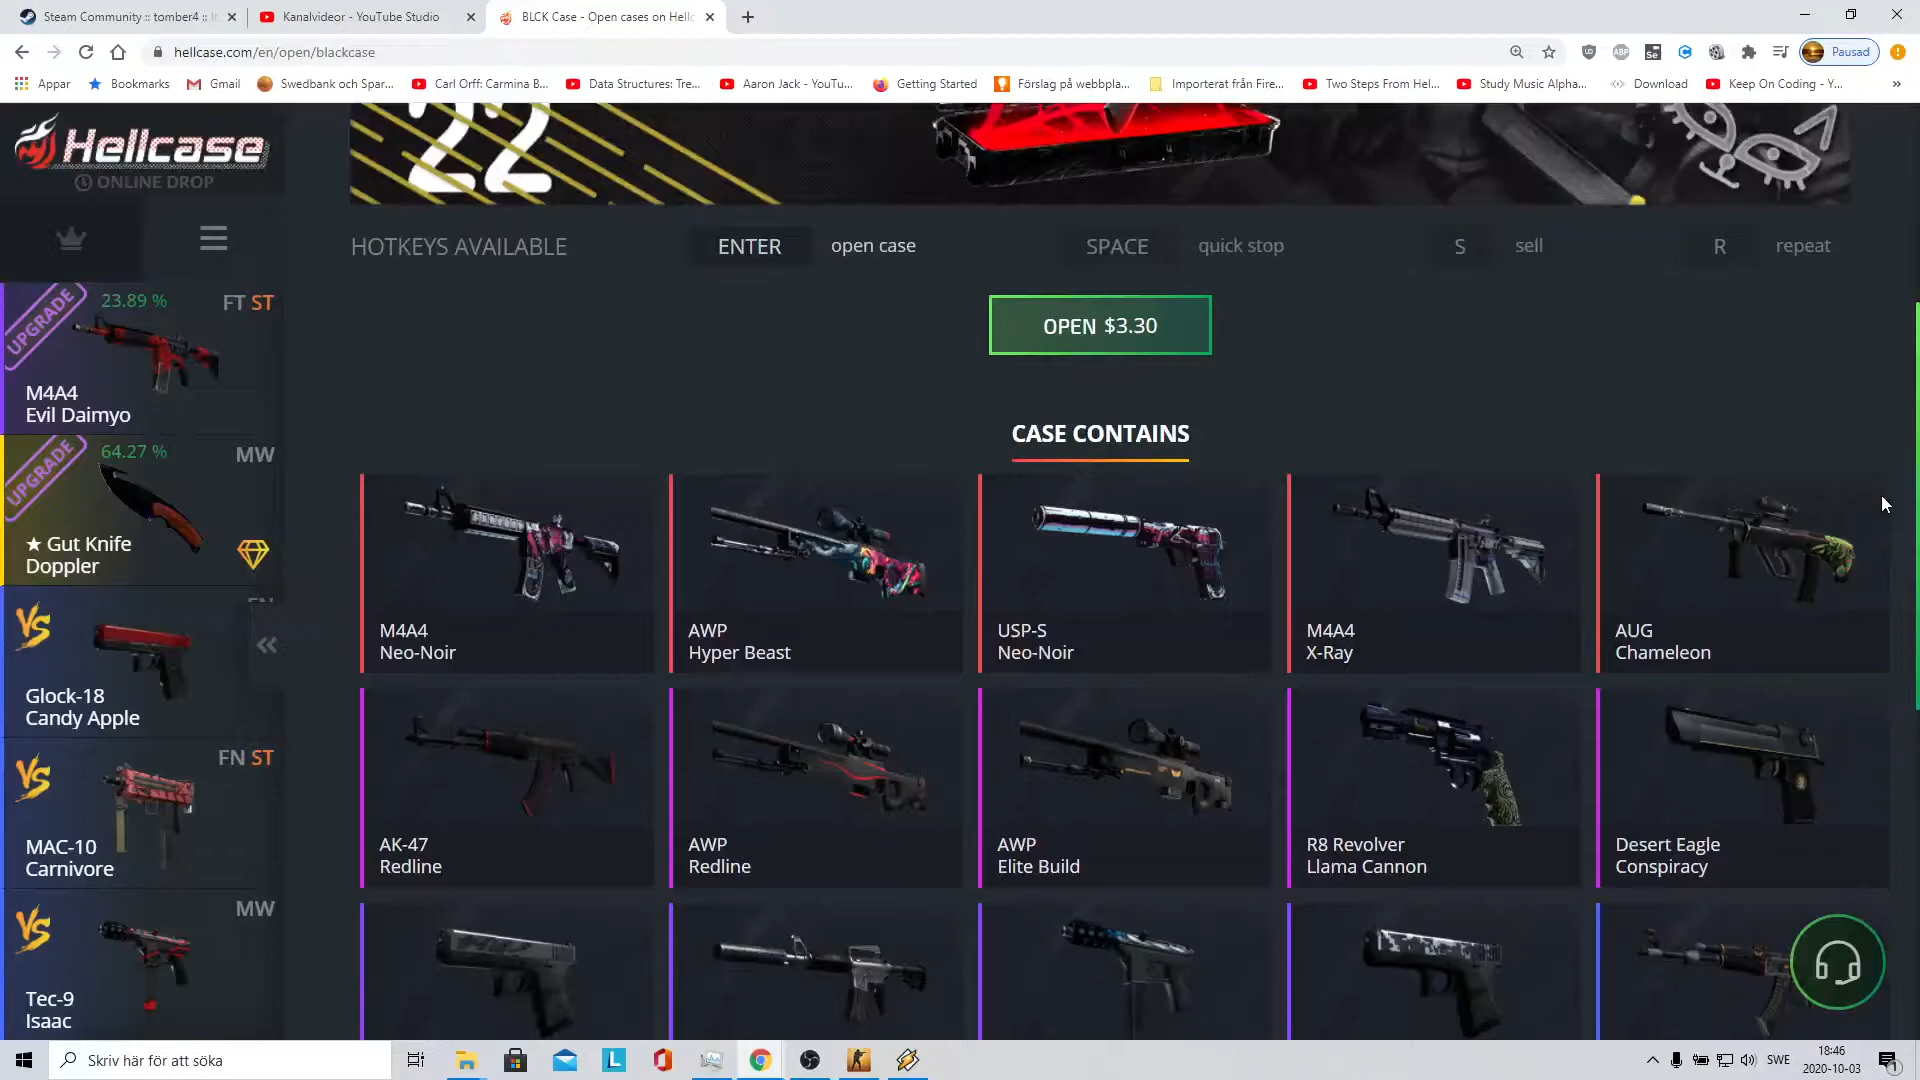 Steam Community :: tomber4 :: It
Kanalvideor - YouTube Studio
BLCK Case - Open cases on Hellc
hellcase.com/en/open/blackcase
Pausad
Appar
Bookmarks
Gmail
Swedbank och Spar...
Carl Orff: Carmina B...
Data Structures: Tre...
Aaron Jack - YouTu...
Getting Started
Förslag på webbpla...
Importerat från Fire...
Two Steps From Hel...
Study Music Alpha...
Download
Keep On Coding - Y...
»
Hellcase
ONLINE DROP
22
HOTKEYS AVAILABLE
ENTER open case
SPACE quick stop
S sell
R repeat
OPEN $3.30
CASE CONTAINS
UPGRADE
23.89 %
FT ST
M4A4
Evil Daimyo
UPGRADE
64.27 %
MW
★ Gut Knife
Doppler
VS
FN
Glock-18
Candy Apple
VS
FN ST
MAC-10
Carnivore
VS
MW
Tec-9
Isaac
M4A4
Neo-Noir
AWP
Hyper Beast
USP-S
Neo-Noir
M4A4
X-Ray
AUG
Chameleon
AK-47
Redline
AWP
Redline
AWP
Elite Build
R8 Revolver
Llama Cannon
Desert Eagle
Conspiracy
Skriv här för att söka
SWE
18:46
2020-10-03
1